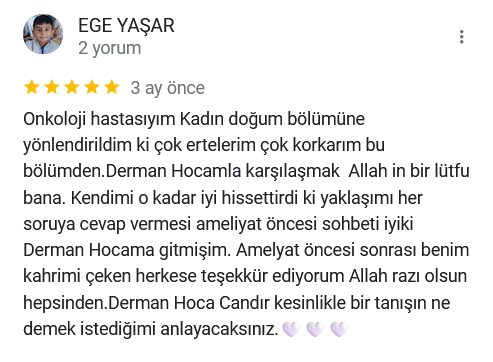 EGE YAŞAR
2 yorum
3 ay önce
Onkoloji hastasıyım Kadın doğum bölümüne
yönlendirildim ki çok ertelerim çok korkarım bu
bölümden.Derman Hocamla karşılaşmak  Allah in bir lütfu
bana. Kendimi o kadar iyi hissettirdi ki yaklaşımı her
soruya cevap vermesi ameliyat öncesi sohbeti iyiki
Derman Hocama gitmişim. Amelyat öncesi sonrası benim
kahrimi çeken herkese teşekkür ediyorum Allah razı olsun
hepsinden.Derman Hoca Candır kesinlikle bir tanışın ne
demek istediğimi anlayacaksınız.💜💜💜